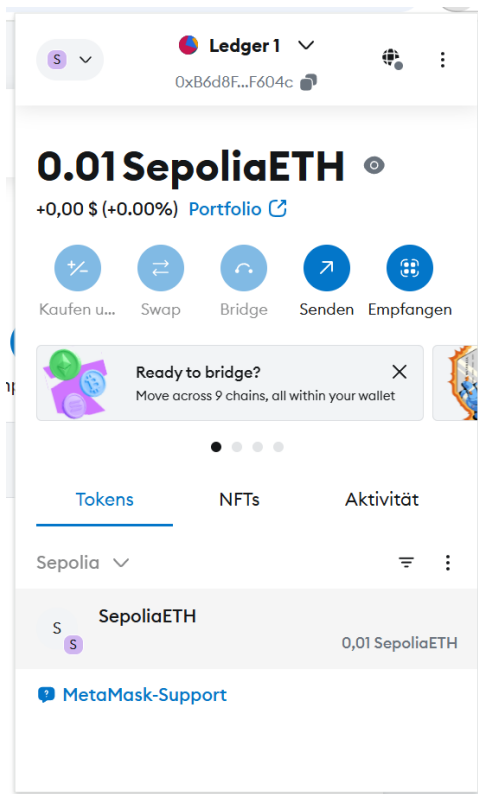 S
Ledger 1
0xB6d8F...F604c
0.01 SepoliaETH
+0,00 $ (+0.00%) Portfolio
Kaufen u... Swap Bridge Senden Empfangen
Ready to bridge?
Move across 9 chains, all within your wallet
Tokens NFTs Aktivität
Sepolia
S
S
SepoliaETH
0,01 SepoliaETH
MetaMask-Support